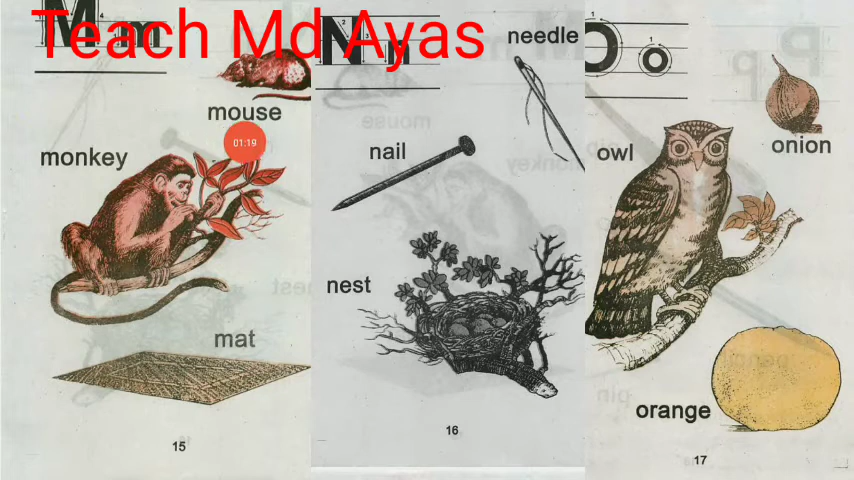 Teach Md Ayas
M m
mouse
01:19
monkey
mat
15
N n
needle
nail
nest
16
O o
onion
owl
orange
17